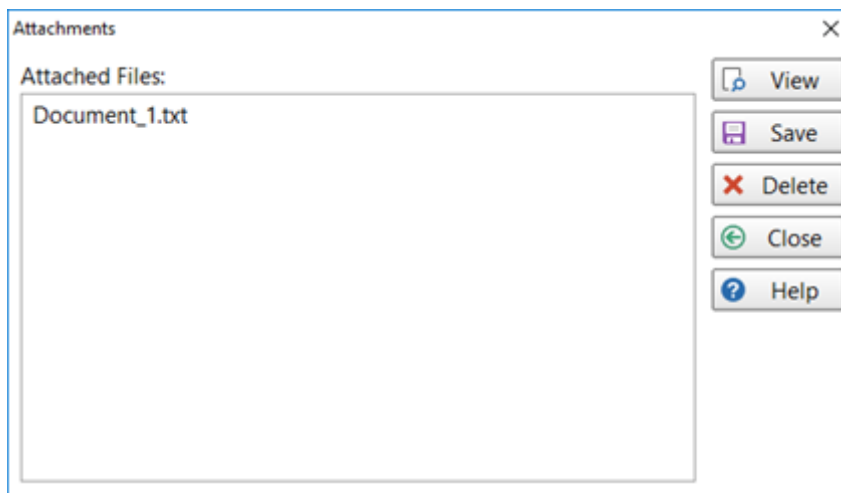 Attachments
Attached Files:
Document_1.txt
View
Save
Delete
Close
Help